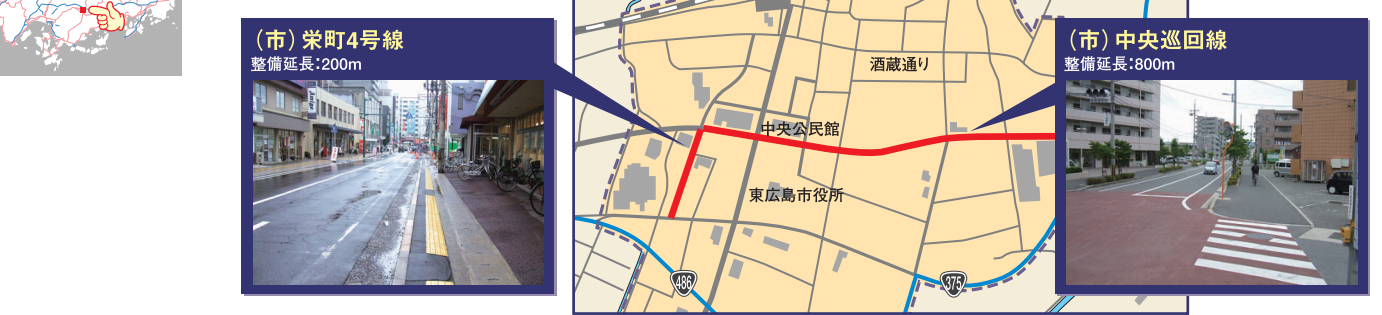 （市）栄町4号線
整備延長：200m
酒蔵通り
中央公民館
東広島市役所
486
375
（市）中央巡回線
整備延長：800m